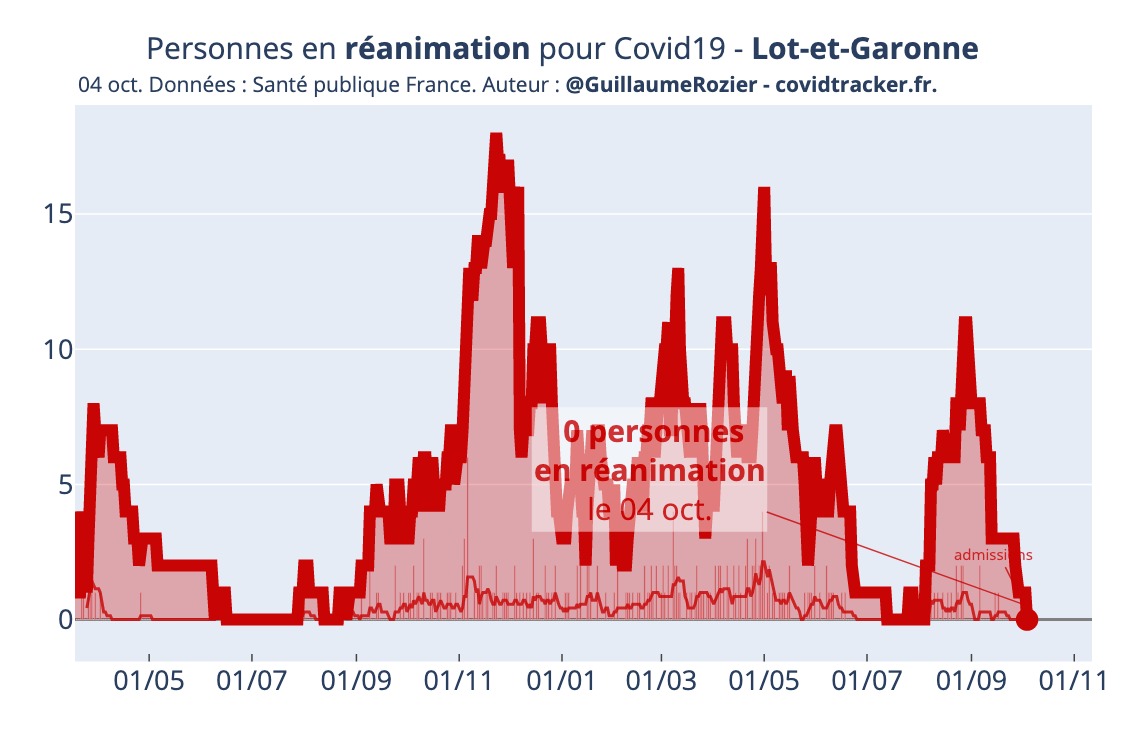 Personnes en réanimation pour Covid19 - Lot-et-Garonne
04 oct. Données : Santé publique France. Auteur : @GuillaumeRozier - covidtracker.fr.
15
10
5
0
0 personnes
en réanimation
le 04 oct.
admissions
01/05 01/07 01/09 01/11 01/01 01/03 01/05 01/07 01/09 01/11